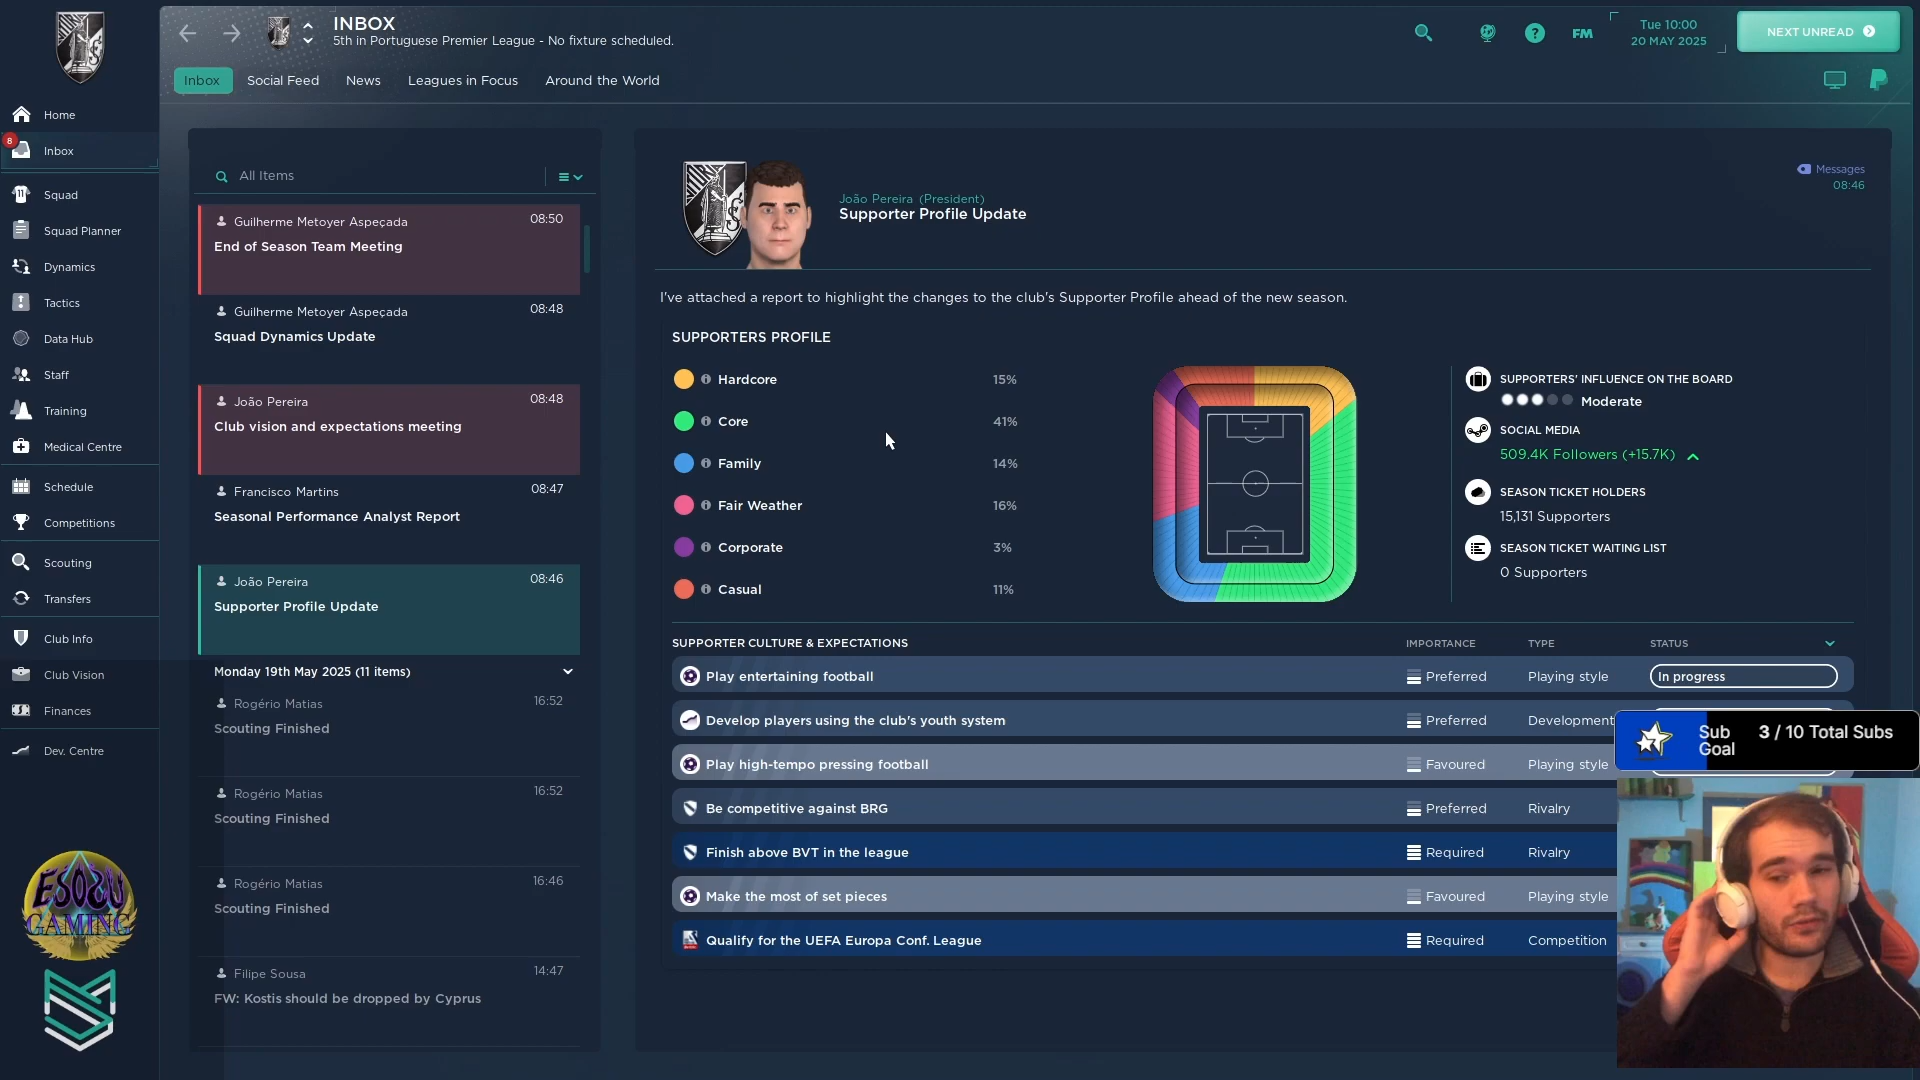 INBOX
5th in Portuguese Premier League - No fixture scheduled.
FM
Tue 10:00
20 MAY 2025
NEXT UNREAD
Inbox
Social Feed
News
Leagues in Focus
Around the World
Home
8
Inbox
Squad
Squad Planner
Dynamics
Tactics
Data Hub
Staff
Training
Medical Centre
Schedule
Competitions
Scouting
Transfers
Club Info
Club Vision
Finances
Dev. Centre
ESOSU
GAMING
All Items
Guilherme Metoyer Aspeçada 08:50
End of Season Team Meeting
Guilherme Metoyer Aspeçada 08:48
Squad Dynamics Update
João Pereira 08:48
Club vision and expectations meeting
Francisco Martins 08:47
Seasonal Performance Analyst Report
João Pereira 08:46
Supporter Profile Update
Monday 19th May 2025 (11 items)
Rogério Matias 16:52
Scouting Finished
Rogério Matias 16:52
Scouting Finished
Rogério Matias 16:46
Scouting Finished
Filipe Sousa 14:47
FW: Kostis should be dropped by Cyprus
João Pereira (President)
Supporter Profile Update
Messages
08:46
I've attached a report to highlight the changes to the club's Supporter Profile ahead of the new season.
SUPPORTERS PROFILE
Hardcore 15%
Core 41%
Family 14%
Fair Weather 16%
Corporate 3%
Casual 11%
SUPPORTERS' INFLUENCE ON THE BOARD
Moderate
SOCIAL MEDIA
509.4K Followers (+15.7K)
SEASON TICKET HOLDERS
15,131 Supporters
SEASON TICKET WAITING LIST
0 Supporters
SUPPORTER CULTURE & EXPECTATIONS IMPORTANCE TYPE STATUS
Play entertaining football Preferred Playing style In progress
Develop players using the club's youth system Preferred Development
Play high-tempo pressing football Favoured Playing style
Be competitive against BRG Preferred Rivalry
Finish above BVT in the league Required Rivalry
Make the most of set pieces Favoured Playing style
Qualify for the UEFA Europa Conf. League Required Competition
Sub
Goal
3 / 10 Total Subs